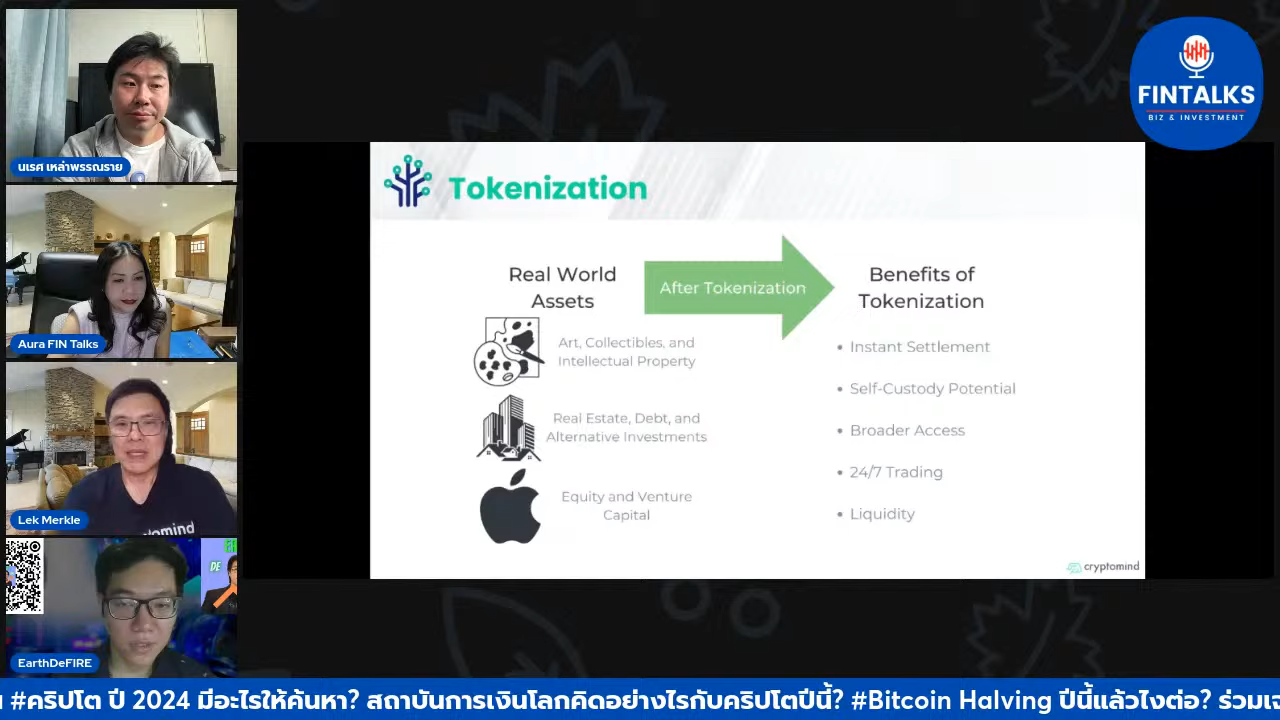 นเรศ เหล่าพรรณราย
Aura FIN Talks
Lek Merkle
EarthDeFIRE
DE
FINTALKS
BIZ & INVESTMENT
Tokenization
Real World
Assets
After Tokenization
Benefits of
Tokenization
Art, Collectibles, and
Intellectual Property
Real Estate, Debt, and
Alternative Investments
Equity and Venture
Capital
• Instant Settlement
• Self-Custody Potential
• Broader Access
• 24/7 Trading
• Liquidity
cryptomind
#คริปโต ปี 2024 มีอะไรให้ค้นหา? สถาบันการเงินโลกคิดอย่างไรกับคริปโตปีนี้? #Bitcoin Halving ปีนี้แล้วไงต่อ?